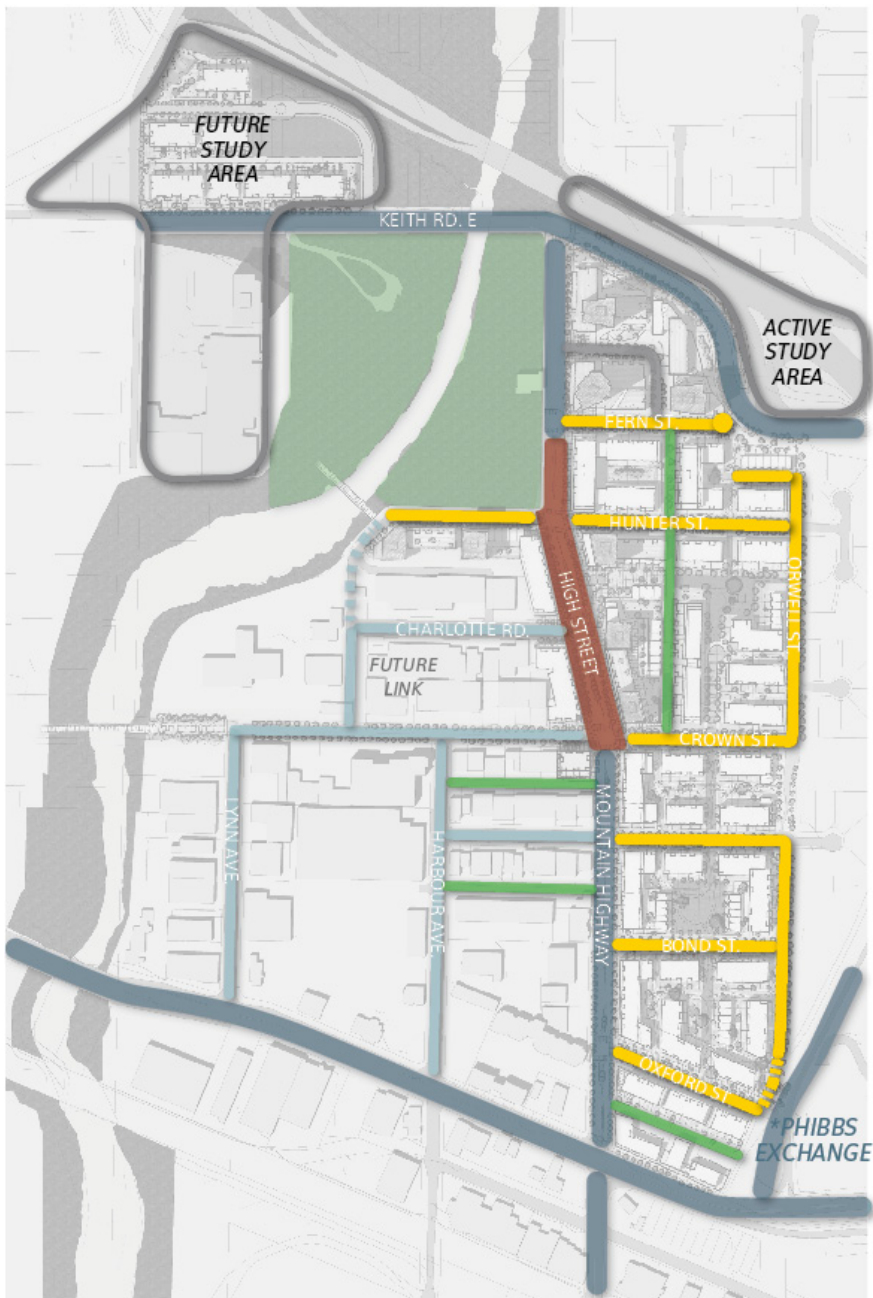 FUTURE
STUDY
AREA
KEITH RD. E
ACTIVE
STUDY
AREA
FERN ST.
HUNTER ST.
ORWELL ST.
HIGH STREET
CHARLOTTE RD.
FUTURE
LINK
CROWN ST.
LYNN AVE
HARBOUR AVE.
MOUNTAIN HIGHWAY
BOND ST.
OXFORD ST.
*PHIBBS
EXCHANGE